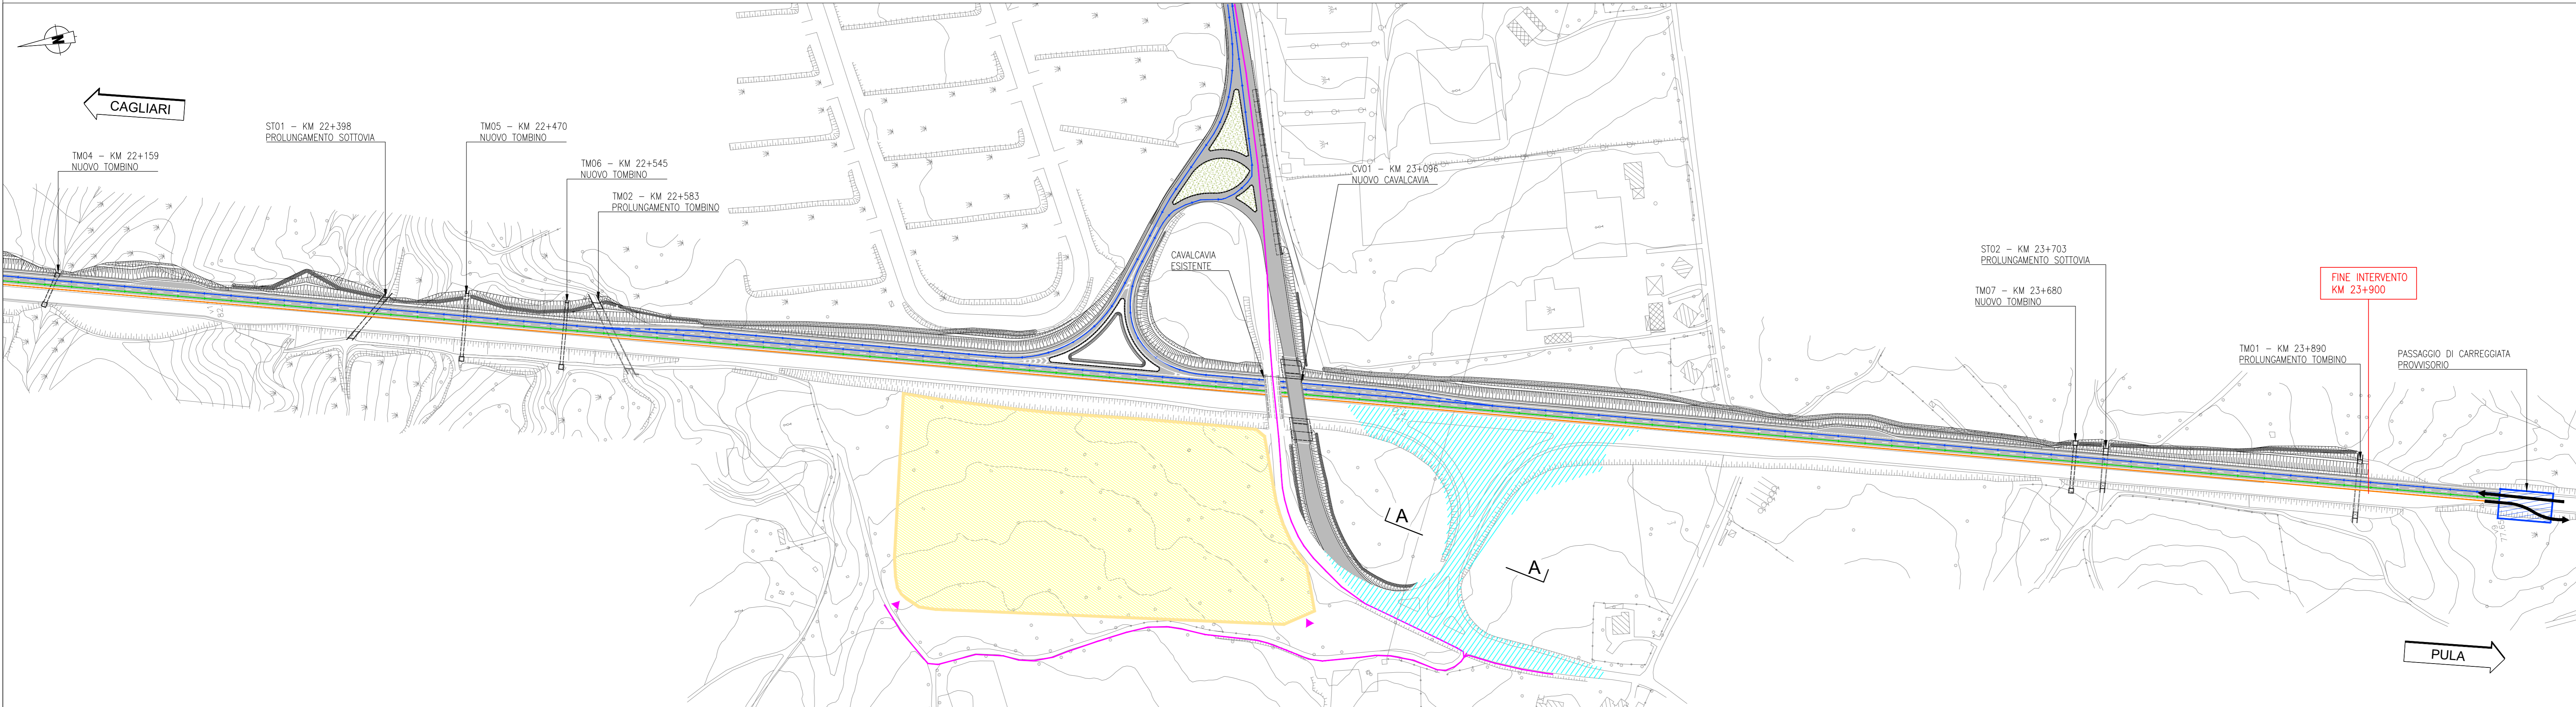 N
CAGLIARI
TM04 – KM 22+159
NUOVO TOMBINO
ST01 – KM 22+398
PROLUNGAMENTO SOTTOVIA
TM05 – KM 22+470
NUOVO TOMBINO
TM06 – KM 22+545
NUOVO TOMBINO
TM02 – KM 22+583
PROLUNGAMENTO TOMBINO
CV01 – KM 23+096
NUOVO CAVALCAVIA
CAVALCAVIA
ESISTENTE
ST02 – KM 23+703
PROLUNGAMENTO SOTTOVIA
TM07 – KM 23+680
NUOVO TOMBINO
FINE INTERVENTO
KM 23+900
TM01 – KM 23+890
PROLUNGAMENTO TOMBINO
PASSAGGIO DI CARREGGIATA
PROVVISORIO
A
A
PULA